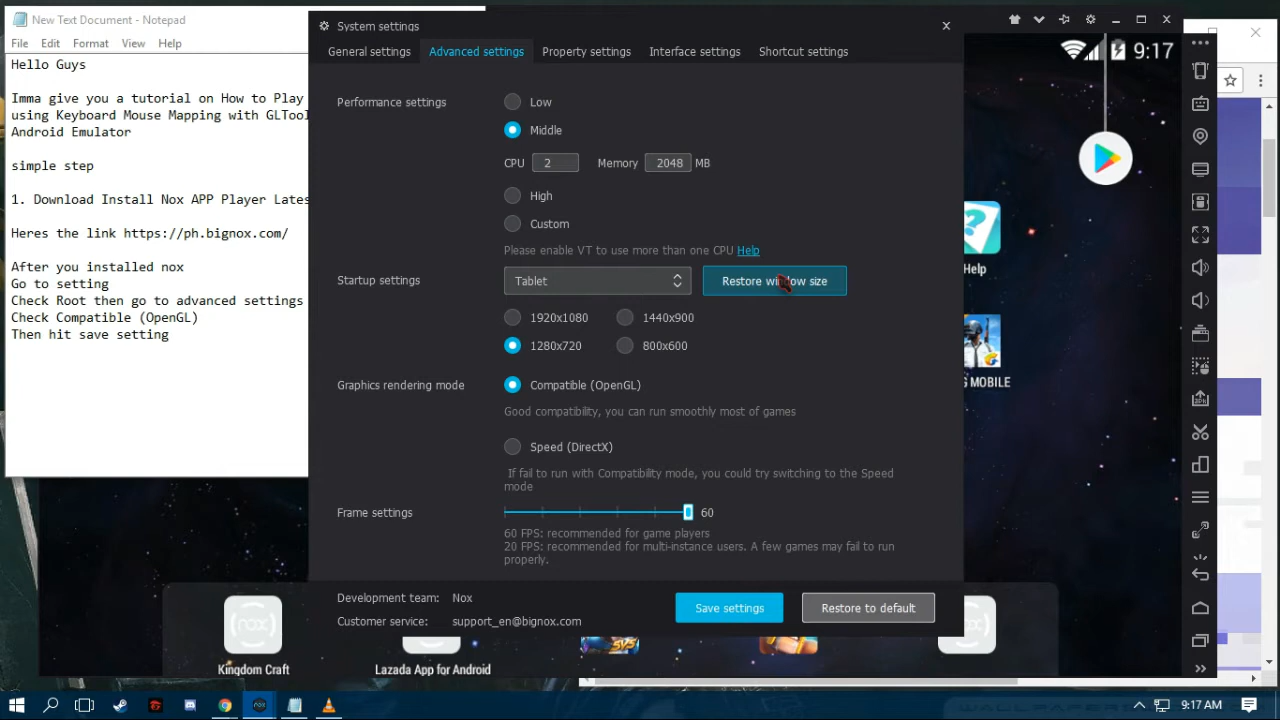 New Text Document - Notepad
File Edit Format View Help
Hello Guys
Imma give you a tutorial on How to Play
using Keyboard Mouse Mapping with
Android Emulator
simple step
1. Download Install Nox APP Player
Heres the link https://ph.bignox.com/
After you installed nox
Go to setting
Check Root then go to advanced settings
Check Compatible (OpenGL)
Then hit save setting
System settings
General settings Advanced settings Property settings Interface settings Shortcut settings
Performance settings
Low
Middle
CPU 2 Memory 2048 MB
High
Custom
Please enable VT to use more than one CPU Help
Startup settings Tablet Restore window size
1920x1080 1440x900
1280x720 800x600
Graphics rendering mode Compatible (OpenGL)
Good compatibility, you can run smoothly most of games
Speed (DirectX)
If fail to run with Compatibility mode, you could try switching to the Speed
mode
Frame settings 60
60 FPS: recommended for game players
20 FPS: recommended for multi-instance users. A few games may fail to run
properly.
Development team: Nox
Customer service: support_en@bignox.com
Save settings Restore to default
9:17
Help
MOBILE
nox
Kingdom Craft
Lazada App for Android
9:17 AM